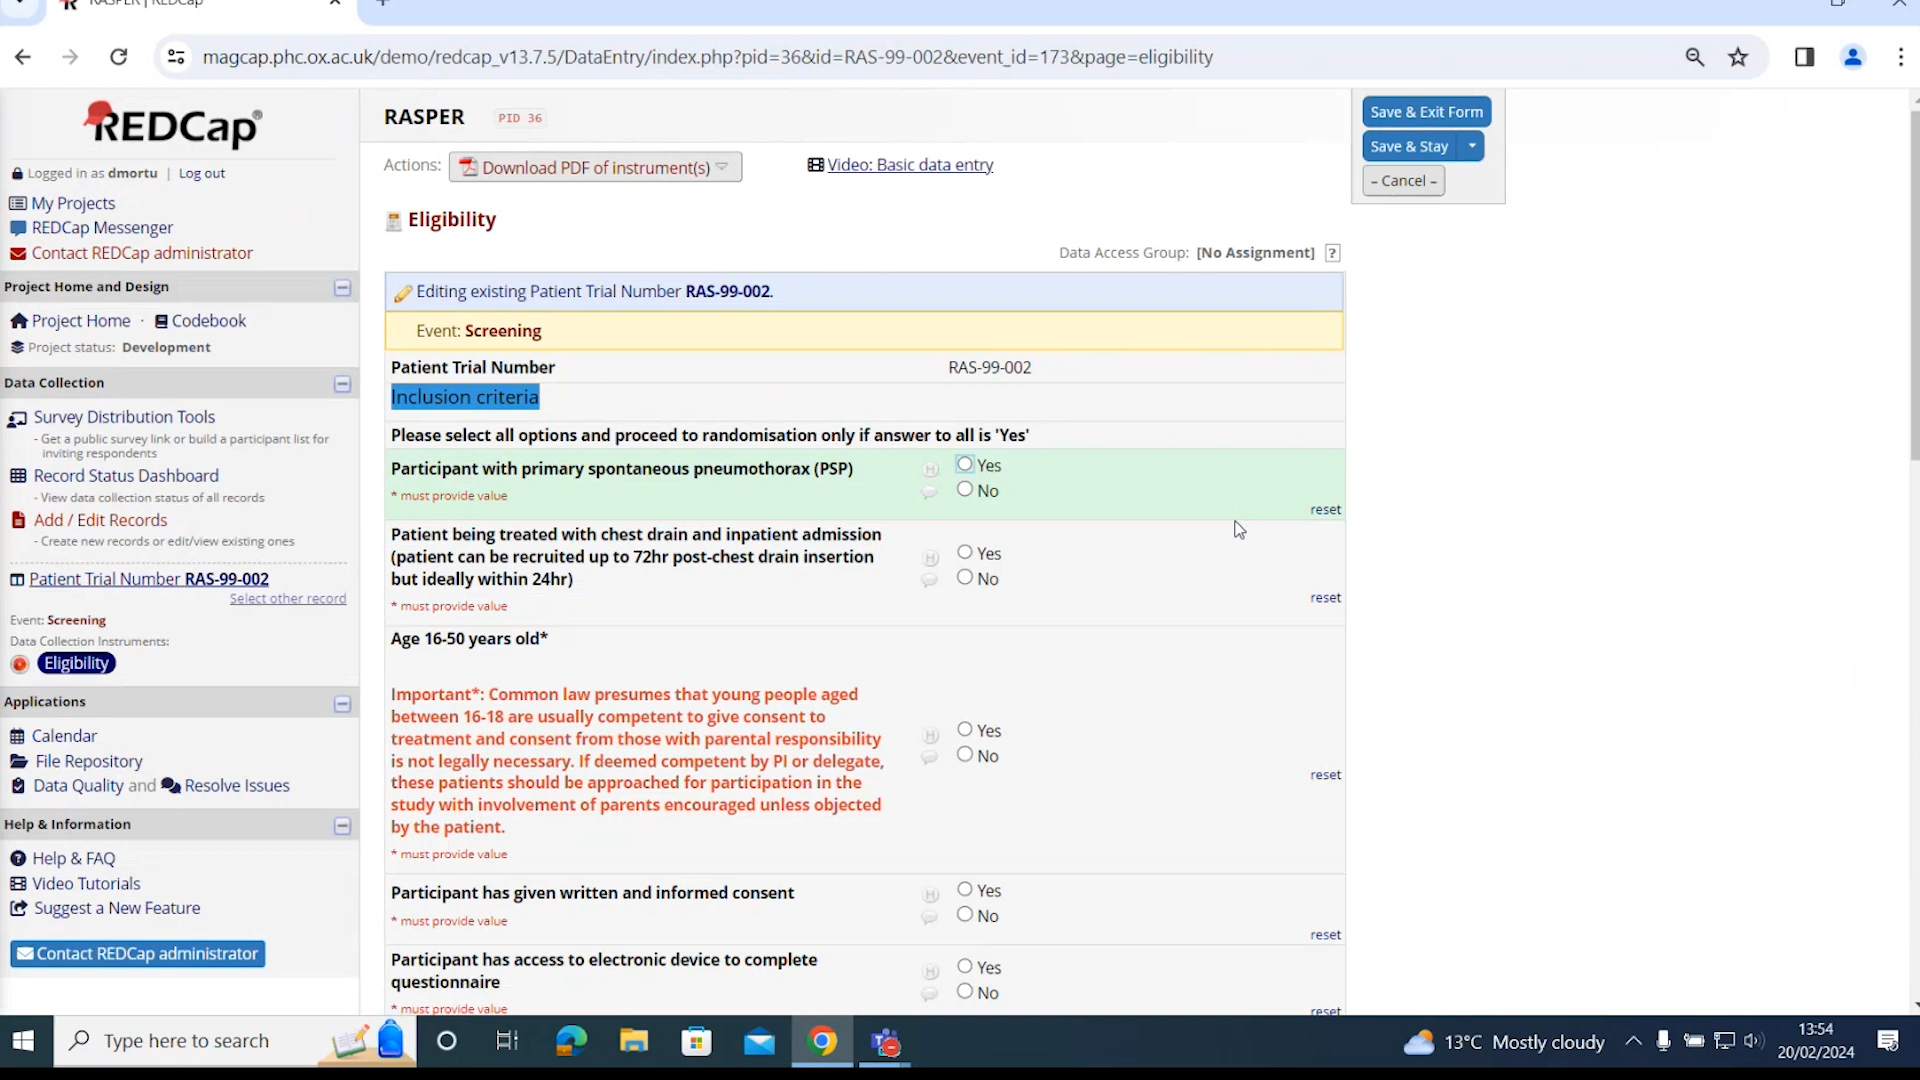 RASPER | REDCap
magcap.phc.ox.ac.uk/demo/redcap_v13.7.5/DataEntry/index.php?pid=36&id=RAS-99-002&event_id=173&page=eligibility
REDCap®
Logged in as dmortu | Log out
My Projects
REDCap Messenger
Contact REDCap administrator
Project Home and Design
Project Home · Codebook
Project status: Development
Data Collection
Survey Distribution Tools
- Get a public survey link or build a participant list for
inviting respondents
Record Status Dashboard
- View data collection status of all records
Add / Edit Records
- Create new records or edit/view existing ones
Patient Trial Number RAS-99-002
Select other record
Event: Screening
Data Collection Instruments:
Eligibility
Applications
Calendar
File Repository
Data Quality and Resolve Issues
Help & Information
Help & FAQ
Video Tutorials
Suggest a New Feature
Contact REDCap administrator
RASPER PID 36
Actions: Download PDF of instrument(s) Video: Basic data entry
Save & Exit Form
Save & Stay
– Cancel –
Eligibility
Data Access Group: [No Assignment] ?
Editing existing Patient Trial Number RAS-99-002.
Event: Screening
Patient Trial Number RAS-99-002
Inclusion criteria
Please select all options and proceed to randomisation only if answer to all is 'Yes'
Participant with primary spontaneous pneumothorax (PSP)
* must provide value
H
Yes
No
reset
Patient being treated with chest drain and inpatient admission
(patient can be recruited up to 72hr post-chest drain insertion
but ideally within 24hr)
* must provide value
H
Yes
No
reset
Age 16-50 years old*
Important*: Common law presumes that young people aged
between 16-18 are usually competent to give consent to
treatment and consent from those with parental responsibility
is not legally necessary. If deemed competent by PI or delegate,
these patients should be approached for participation in the
study with involvement of parents encouraged unless objected
by the patient.
* must provide value
H
Yes
No
reset
Participant has given written and informed consent
* must provide value
H
Yes
No
reset
Participant has access to electronic device to complete
questionnaire
* must provide value
H
Yes
No
reset
Type here to search
13°C Mostly cloudy
13:54
20/02/2024